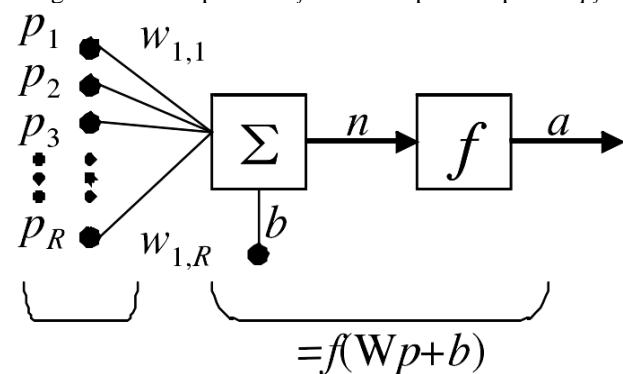 p1 w1,1
p2
p3 Σ n f a
pR w1,R b
=f(Wp+b)